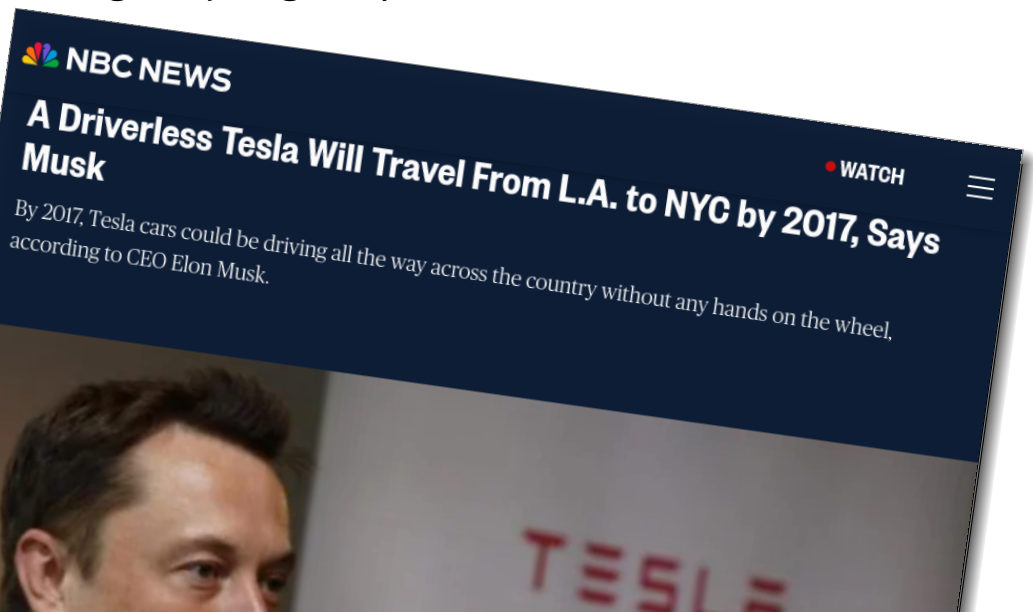 NBC NEWS
WATCH
A Driverless Tesla Will Travel From L.A. to NYC by 2017, Says
Musk
By 2017, Tesla cars could be driving all the way across the country without any hands on the wheel,
according to CEO Elon Musk.
TESLA